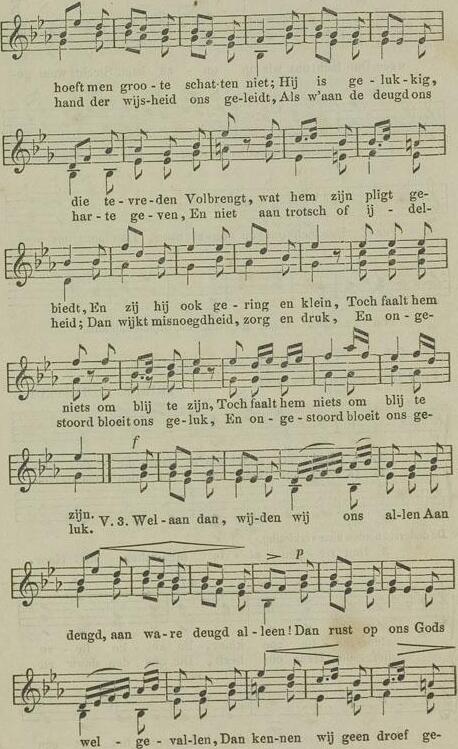 hoeft men groo-te schat-ten niet; Hij is ge-luk-kig,
hand der wijs-heid ons ge-leidt, Als w'aan de deugd ons
die te-vre-den Volbrengt, wat hem zijn pligt ge-
har-te ge-ven, En niet aan trotsch of ij-del-
biedt, En zij hij ook ge-ring en klein, Toch faalt hem
heid; Dan wijkt misnoegdheid, zorg en druk, En on-ge-
niets om blij te zijn, Toch faalt hem niets om blij te
stoord bloeit ons ge-luk, En on-ge-stoord bloeit ons ge-
f
zijn. V. 3. Wel-aan dan, wij-den wij ons al-len Aan
luk.
p
dengd, aan wa-re deugd al-leen! Dan rust op ons Gods
wel-ge-val-len, Dan ken-nen wij geen droef ge-